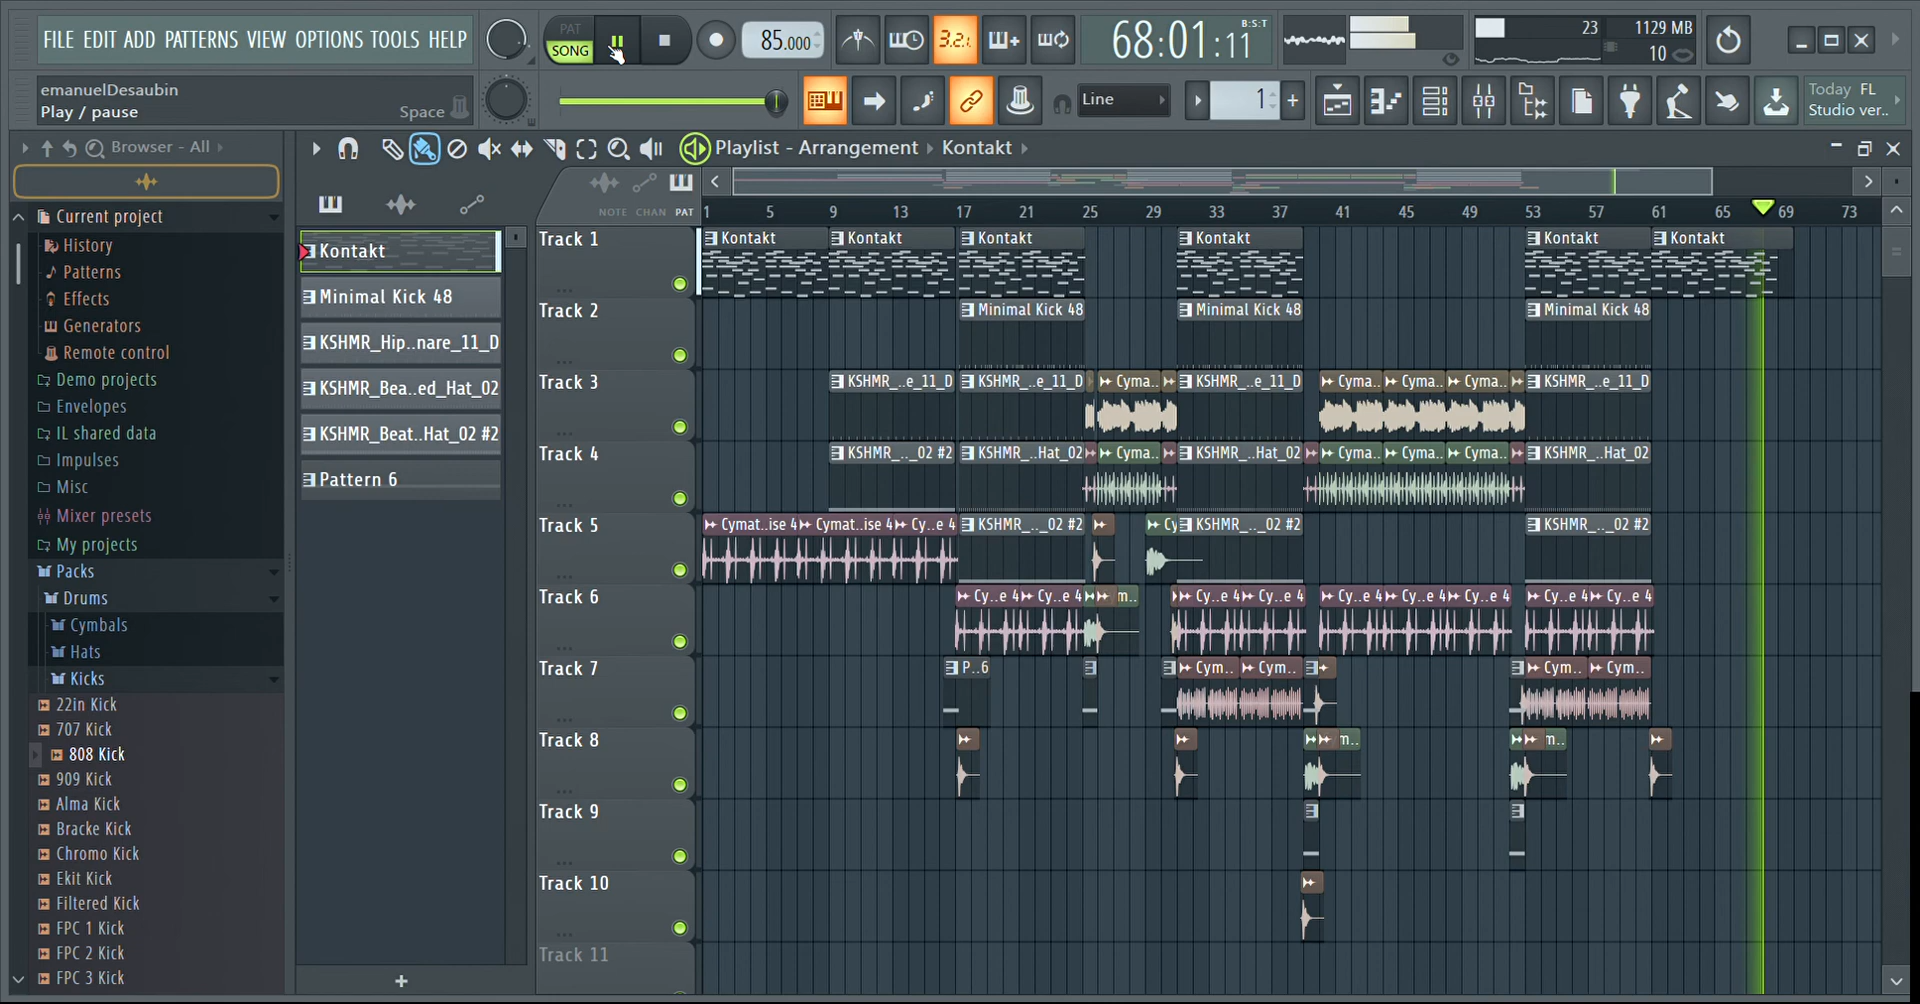 FILE EDIT ADD PATTERNS VIEW OPTIONS TOOLS HELP
PAT
SONG
85.000
3.2.
68:01:11
B:S:T
23
1129 MB
10
emanuelDesaubin
Play / pause
Space
Line
1
Today FL
Studio ver..
Browser - All
Playlist - Arrangement
Kontakt
NOTE CHAN PAT
1 5 9 13 17 21 25 29 33 37 41 45 49 53 57 61 65 69 73
Current project
History
Patterns
Effects
Generators
Remote control
Demo projects
Envelopes
IL shared data
Impulses
Misc
Mixer presets
My projects
Packs
Drums
Cymbals
Hats
Kicks
22in Kick
707 Kick
808 Kick
909 Kick
Alma Kick
Bracke Kick
Chromo Kick
Ekit Kick
Filtered Kick
FPC 1 Kick
FPC 2 Kick
FPC 3 Kick
Kontakt
Minimal Kick 48
KSHMR_Hip..nare_11_D
KSHMR_Bea..ed_Hat_02
KSHMR_Beat..Hat_02 #2
Pattern 6
+
Track 1
Kontakt Kontakt Kontakt Kontakt Kontakt Kontakt
Track 2
Minimal Kick 48 Minimal Kick 48 Minimal Kick 48
Track 3
KSHMR_..e_11_D KSHMR_..e_11_D Cyma.. KSHMR_..e_11_D Cyma.. Cyma.. Cyma.. KSHMR_..e_11_D
Track 4
KSHMR_.._02 #2 KSHMR_..Hat_02 Cyma.. KSHMR_..Hat_02 Cyma.. Cyma.. Cyma.. KSHMR_..Hat_02
Track 5
Cymat..ise 4 Cymat..ise 4 Cy..e 4 KSHMR_.._02 #2 Cy KSHMR_.._02 #2 KSHMR_.._02 #2
Track 6
Cy..e 4 Cy..e 4 m.. Cy..e 4 Cy..e 4 Cy..e 4 Cy..e 4 Cy..e 4 Cy..e 4 Cy..e 4
Track 7
P..6 Cym.. Cym.. Cym.. Cym..
Track 8
m.. m..
Track 9
Track 10
Track 11